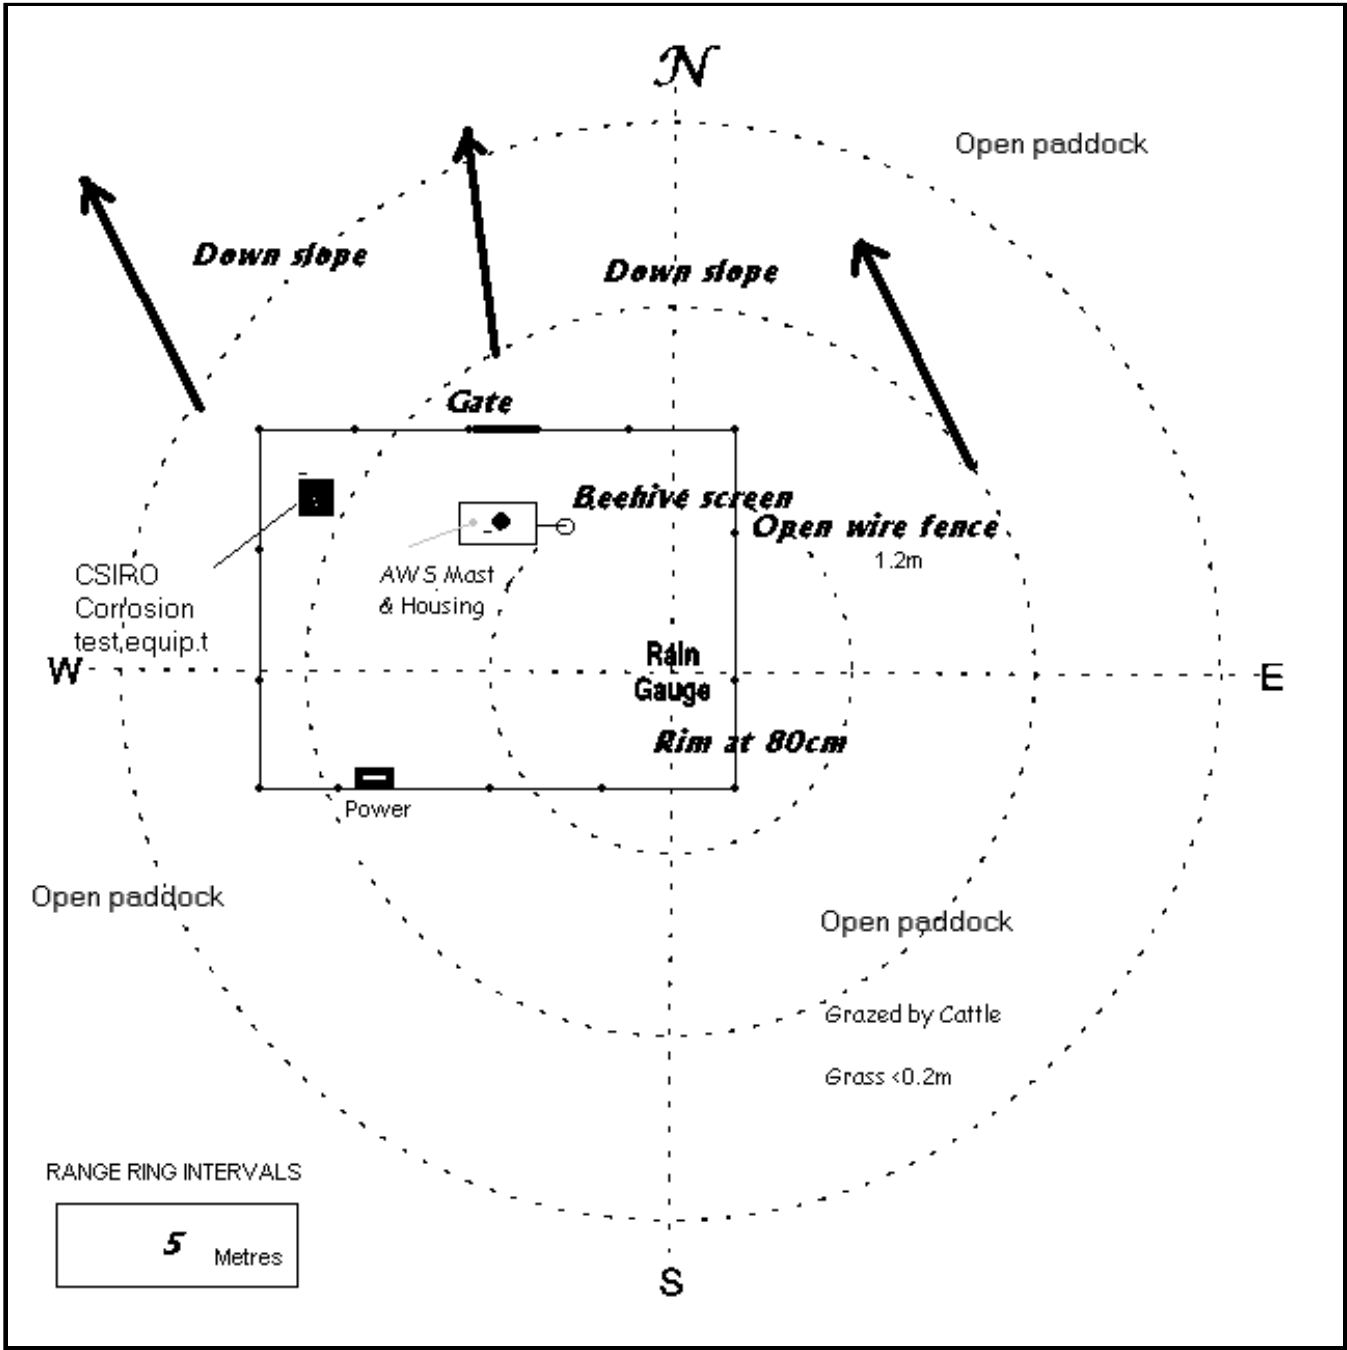 N
Open paddock
Down slope
Down slope
Gate
Beehive screen
Open wire fence
1.2m
CSIRO
Corrosion
test,equip.t
AWS Mast
& Housing
W
Rain
Gauge
E
Rim at 80cm
Power
Open paddock
Open paddock
Grazed by Cattle
Grass <0.2m
RANGE RING INTERVALS
5 Metres
S